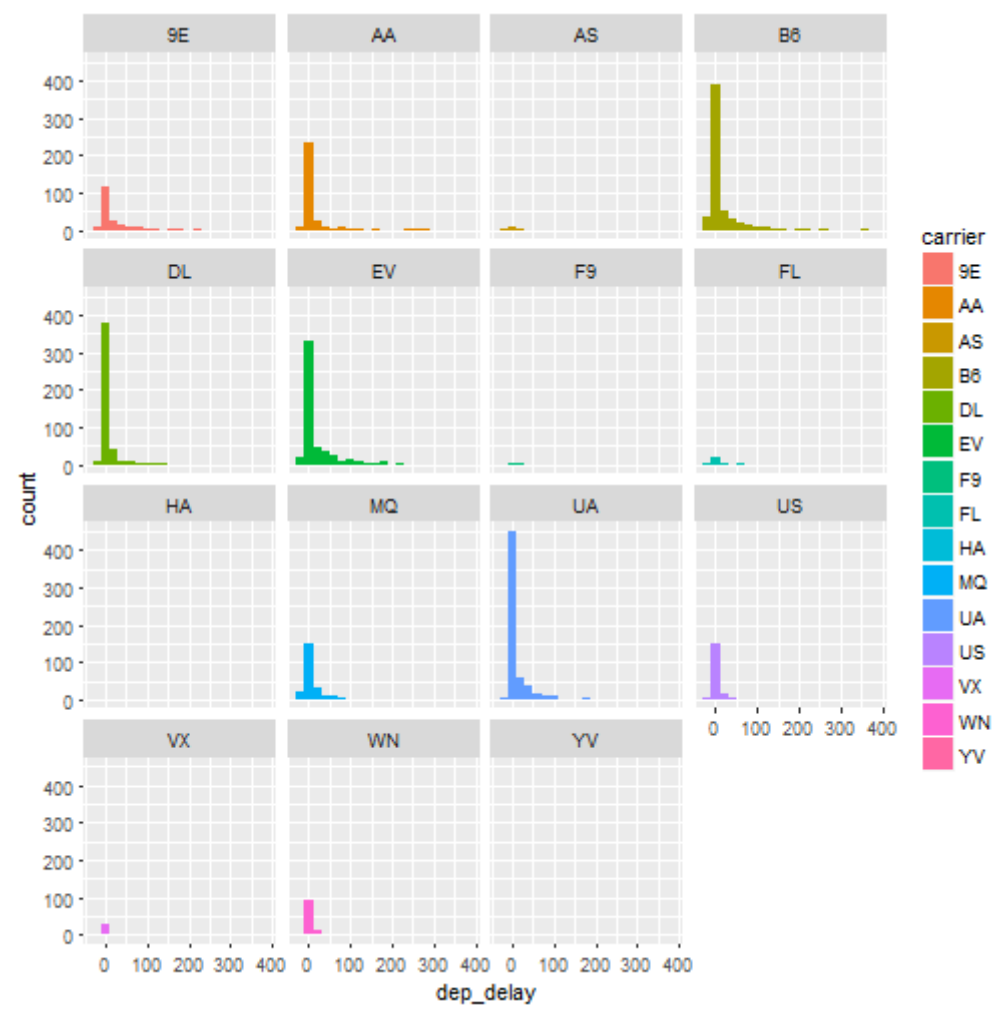 9E AA AS B6
400
300
200
100
0
DL EV F9 FL
400
300
200
100
0
HA MQ UA US
400
300
200
100
0
0 100 200 300 400
VX WN YV
400
300
200
100
0
0 100 200 300 400 0 100 200 300 400 0 100 200 300 400
dep_delay
count
carrier
9E
AA
AS
B6
DL
EV
F9
FL
HA
MQ
UA
US
VX
WN
YV